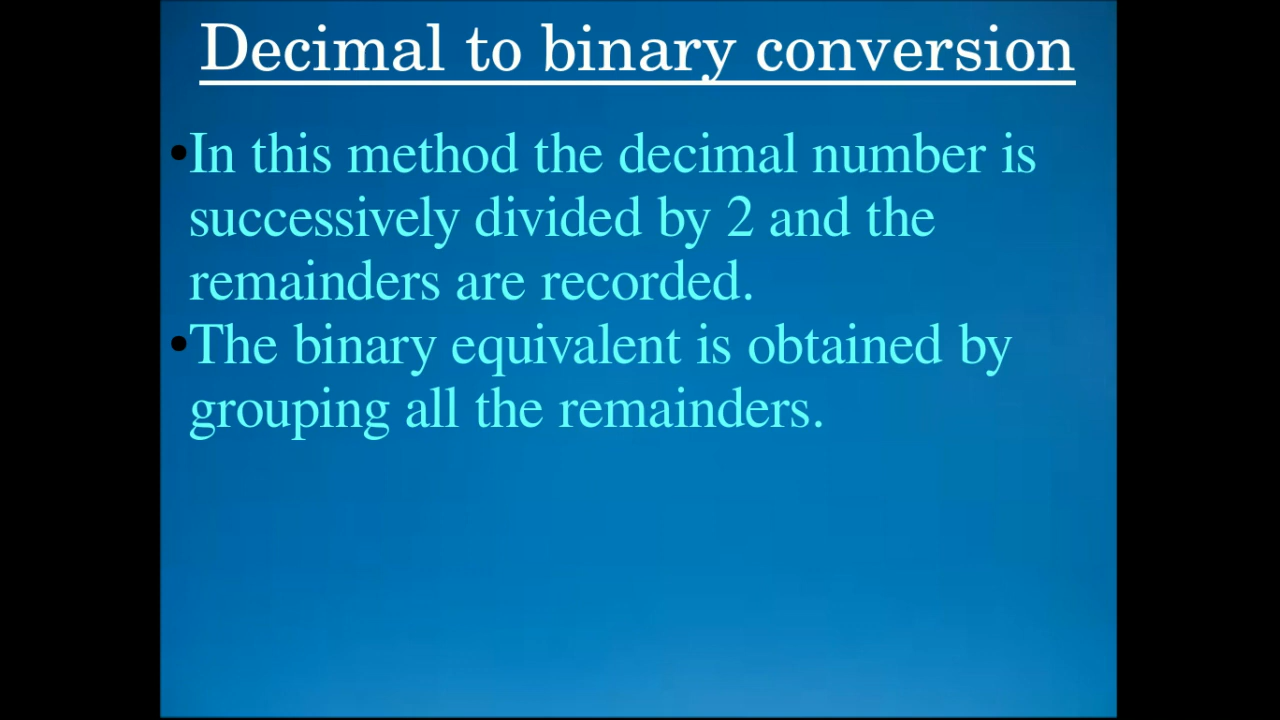 Decimal to binary conversion
•In this method the decimal number is
successively divided by 2 and the
remainders are recorded.
•The binary equivalent is obtained by
grouping all the remainders.